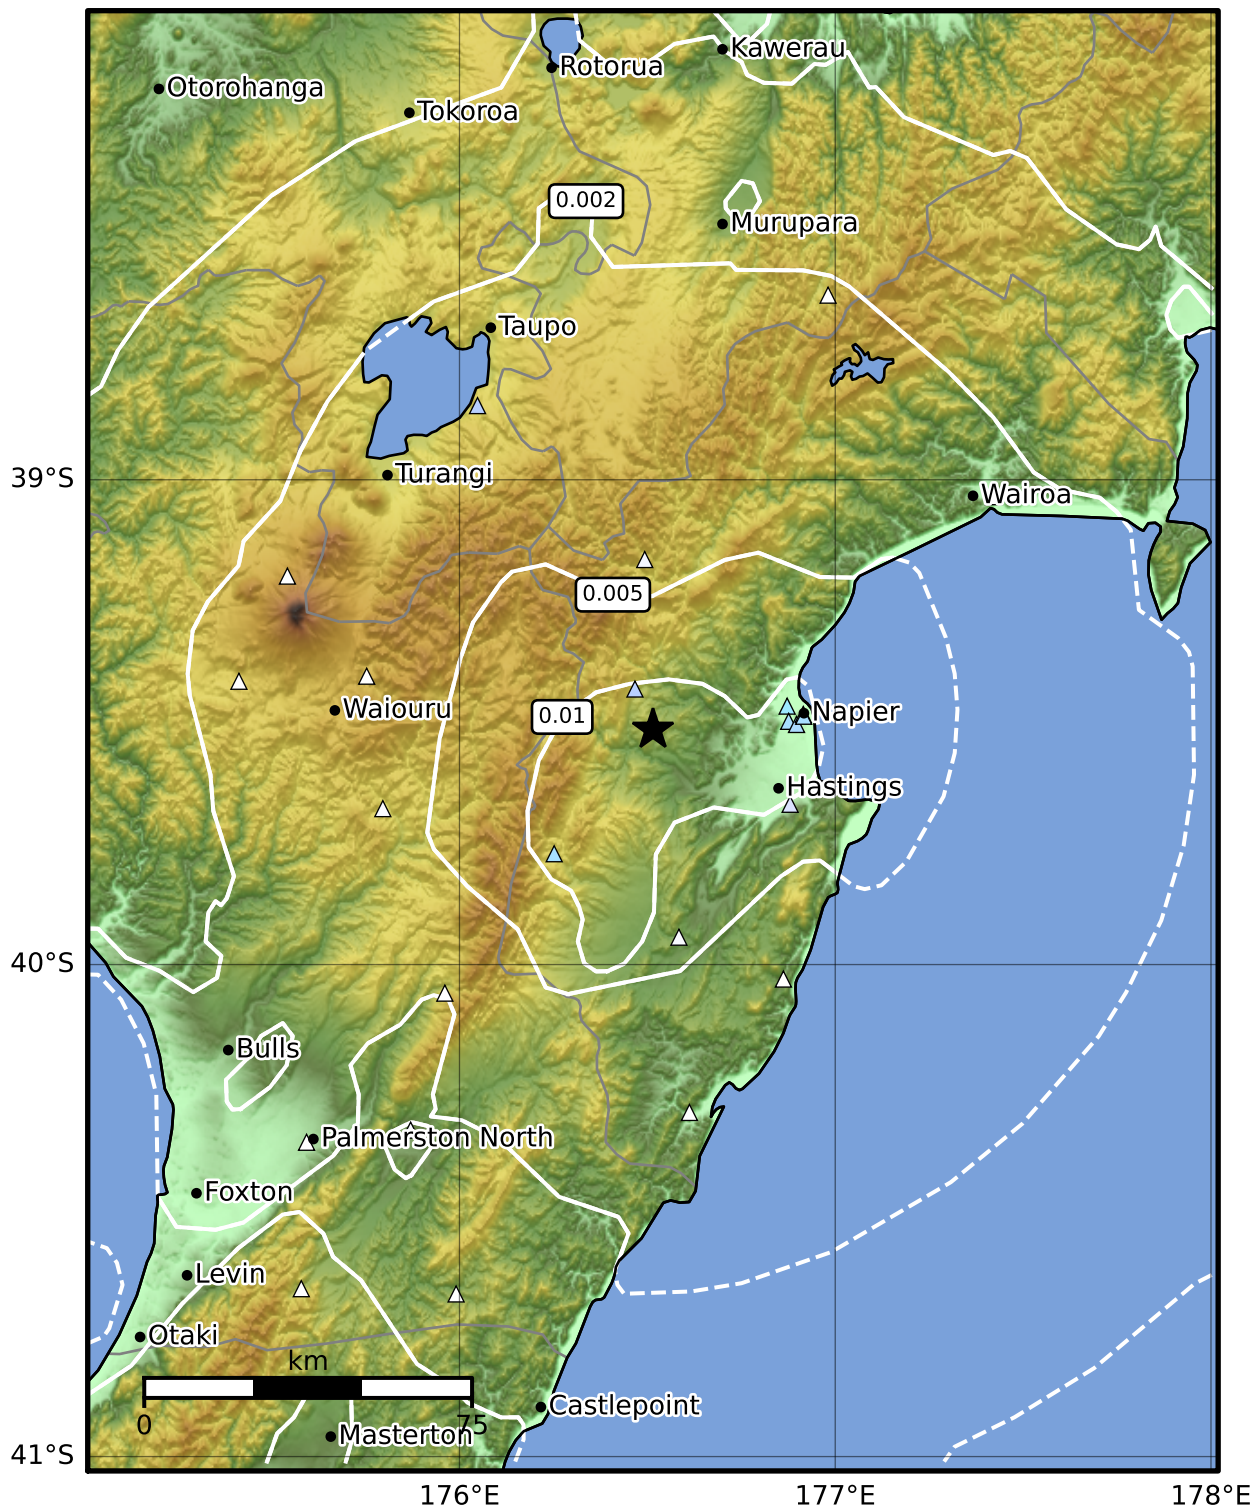 Kawerau
Rotorua
Otorohanga
Tokoroa
0.002
Murupara
Taupo
Turangi
39°S
Wairoa
0.005
Waiouru
0.01
Napier
Hastings
40°S
Bulls
Palmerston North
Foxton
Levin
Otaki
km
0
75
Castlepoint
Masterton
41°S
176°E
177°E
178°E